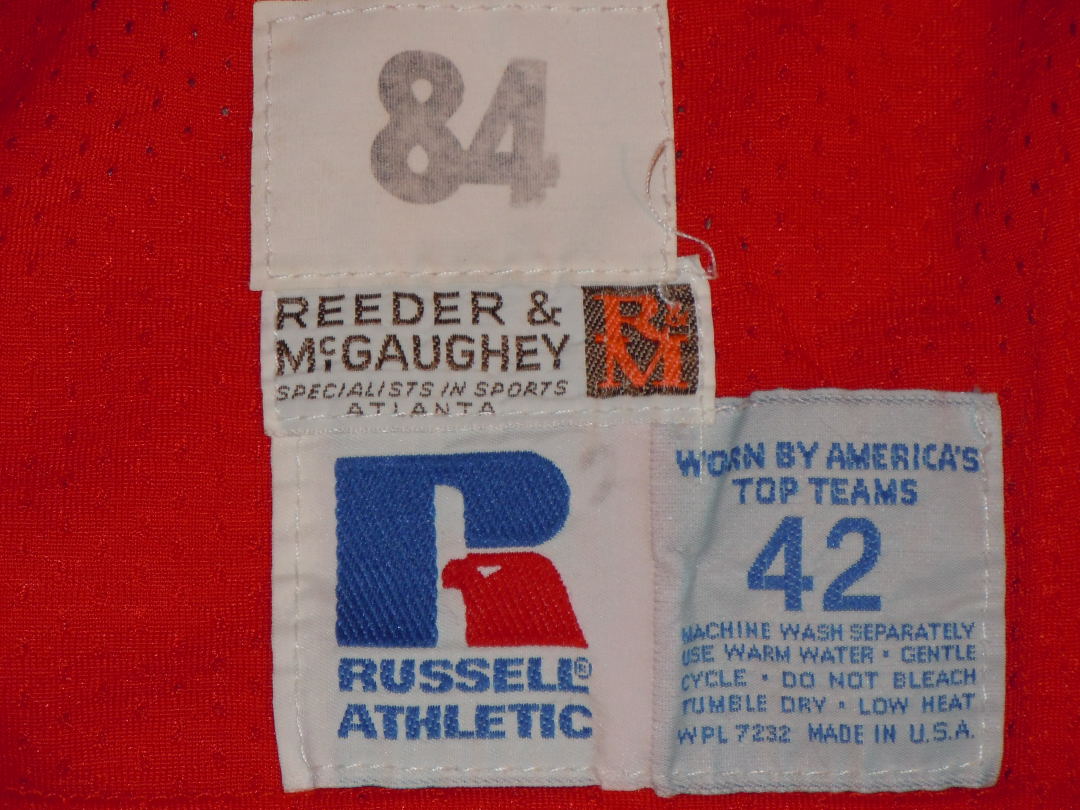 84
REEDER &
McGAUGHEY
SPECIALISTS IN SPORTS
ATLANTA
R&M
RUSSELL®
ATHLETIC
WORN BY AMERICA'S
TOP TEAMS
42
MACHINE WASH SEPARATELY
USE WARM WATER • GENTLE
CYCLE • DO NOT BLEACH
TUMBLE DRY • LOW HEAT
WPL 7232 MADE IN U.S.A.